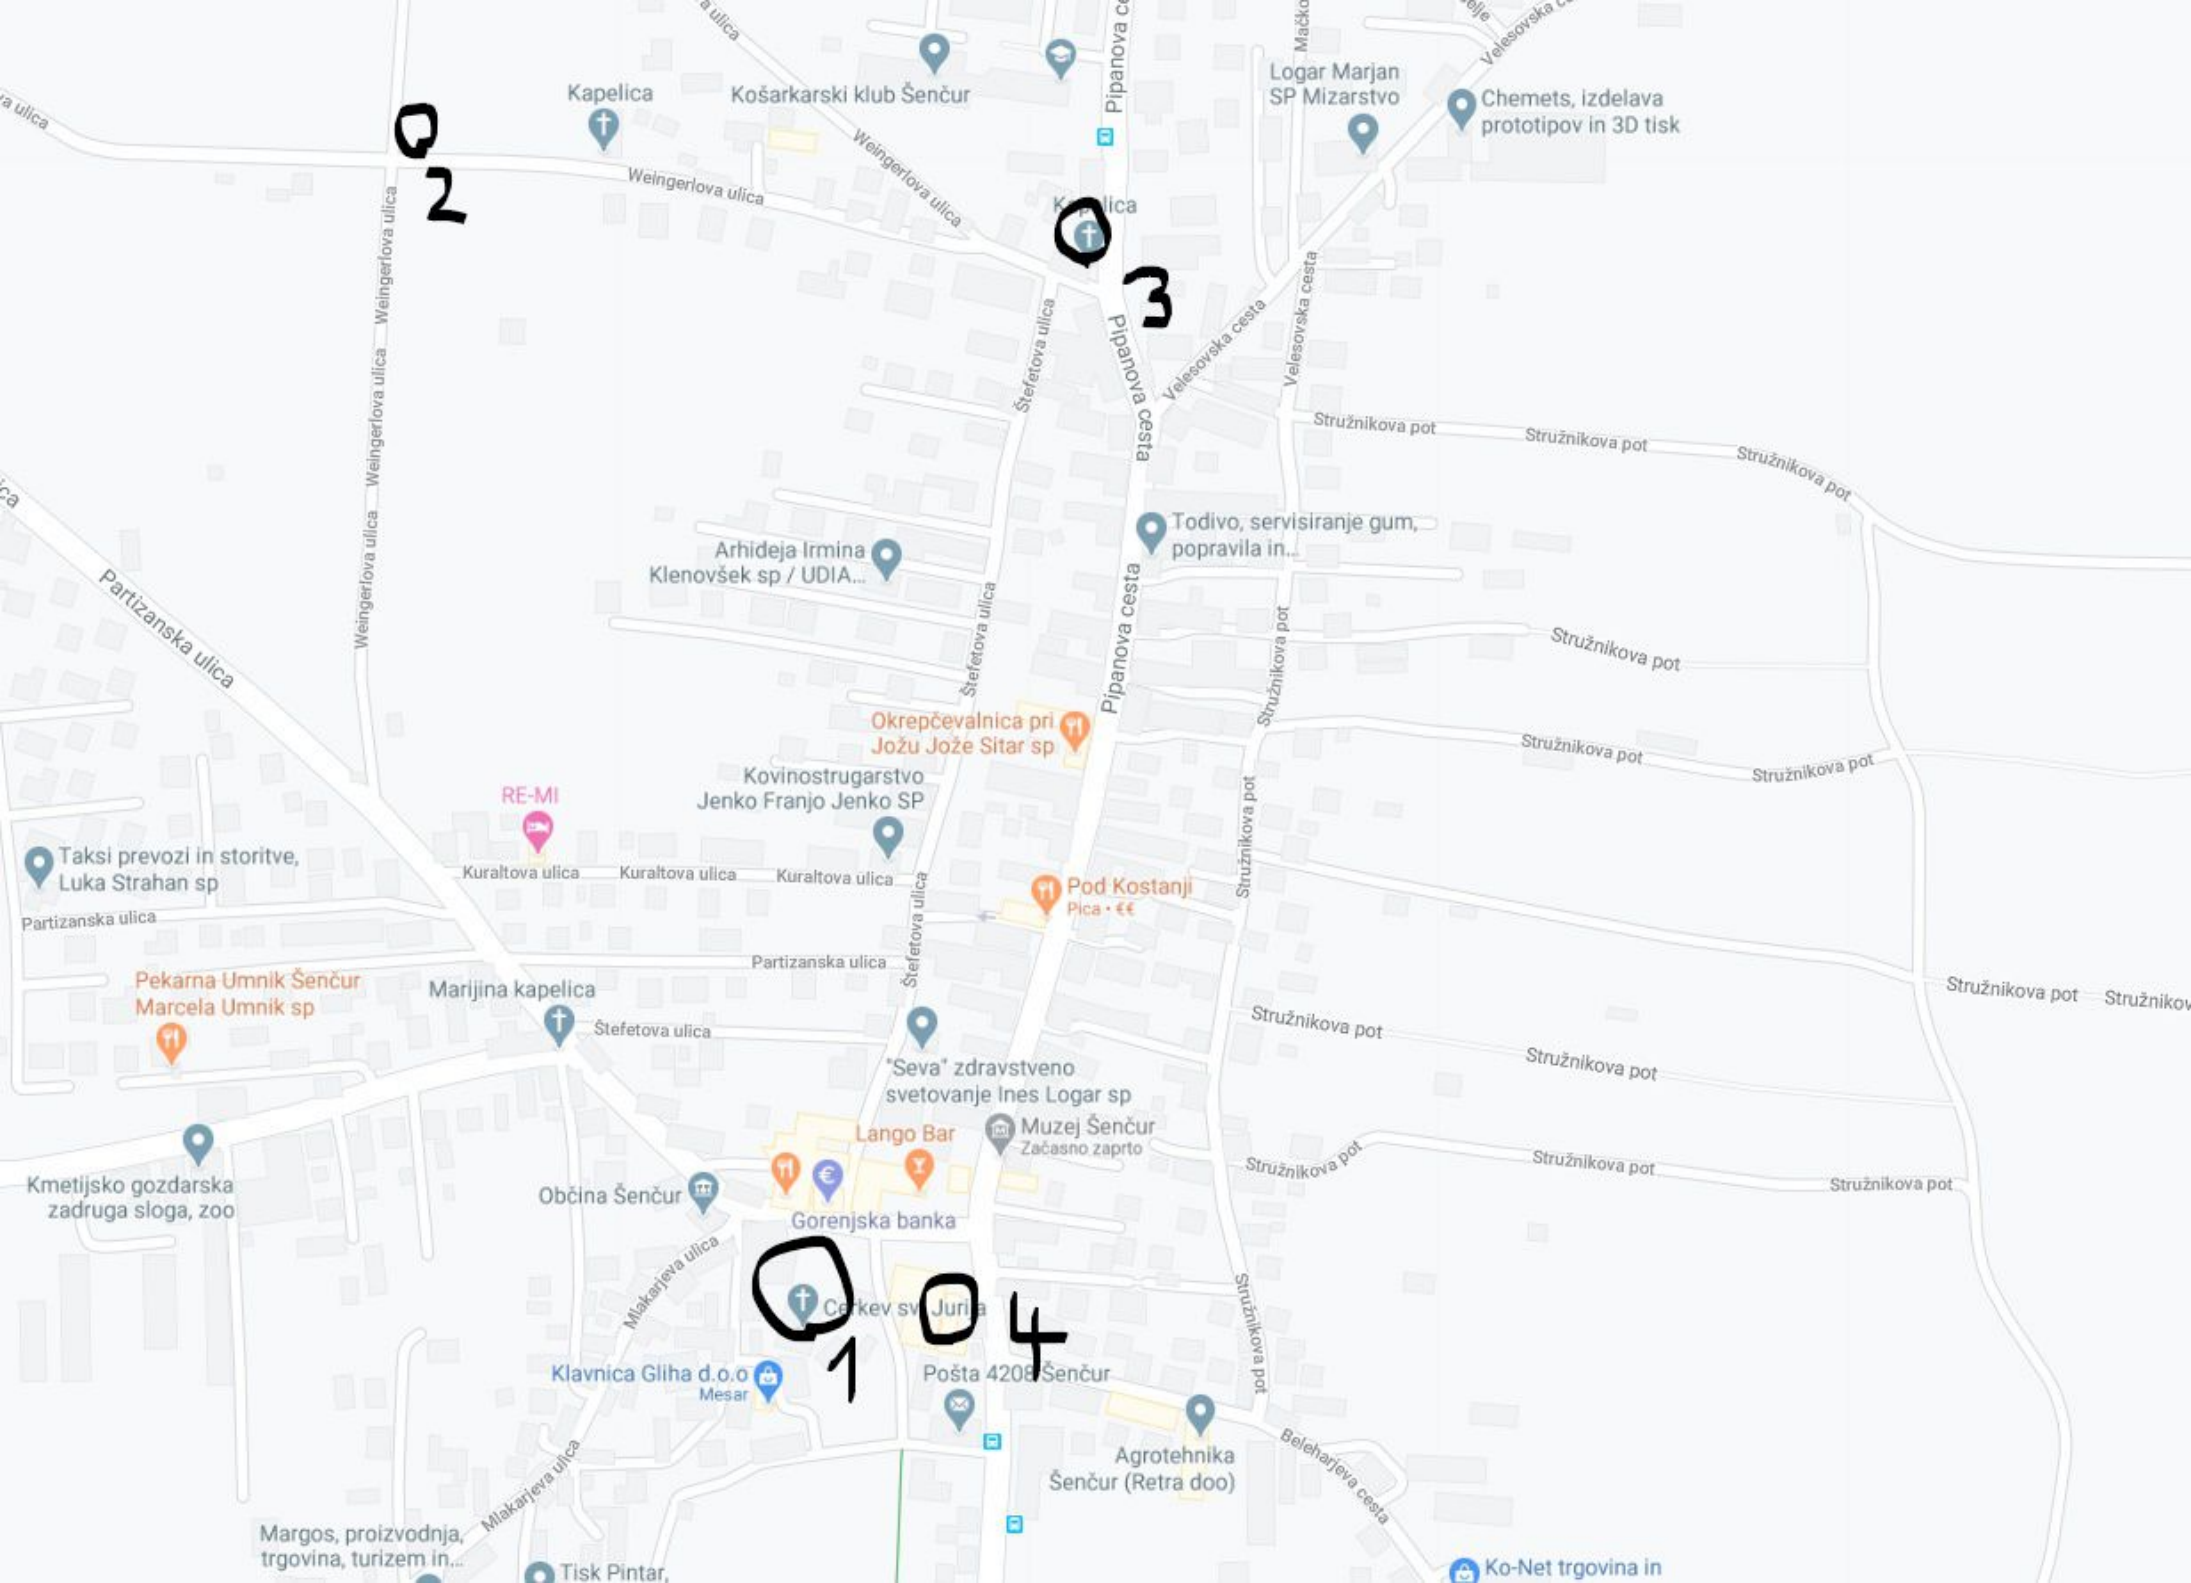 a ulica
Pipanova ce
Mačko
elje
Velesovska ce
Kapelica
Košarkarski klub Šenčur
Logar Marjan
SP Mizarstvo
Chemets, izdelava
prototipov in 3D tisk
va ulica
Weingerlova ulica
2
Weingerlova ulica
Kapelica
3
Weingerlova ulica
Weingerlova ulica
Weingerlova ulica
Weingerlova ulica
Štefetova ulica
Pipanova cesta
Velesovska cesta
Velesovska cesta
Stružnikova pot
Stružnikova pot
Stružnikova pot
ica
Partizanska ulica
Arhideja Irmina
Klenovšek sp / UDIA...
Todivo, servisiranje gum,
popravila in...
Štefetova ulica
Pipanova cesta
Stružnikova pot
Stružnikova pot
Okrepčevalnica pri
Jožu Jože Sitar sp
Stružnikova pot
Stružnikova pot
Kovinostrugarstvo
Jenko Franjo Jenko SP
RE-MI
Stružnikova pot
Taksi prevozi in storitve,
Luka Strahan sp
Kuraltova ulica
Kuraltova ulica
Kuraltova ulica
Pod Kostanji
Pica • €€
Partizanska ulica
Štefetova ulica
Partizanska ulica
Pekarna Umnik Šenčur
Marcela Umnik sp
Marijina kapelica
Stružnikova pot
Stružnikov
Štefetova ulica
Stružnikova pot
Stružnikova pot
"Seva" zdravstveno
svetovanje Ines Logar sp
Muzej Šenčur
Začasno zaprto
Lango Bar
Stružnikova pot
Stružnikova pot
Stružnikova pot
Kmetijsko gozdarska
zadruga sloga, zoo
Občina Šenčur
€
Gorenjska banka
Mlakarjeva ulica
Cerkev sv. Jurija
1
4
Stružnikova pot
Klavnica Gliha d.o.o
Mesar
Pošta 4208 Šenčur
Agrotehnika
Šenčur (Retra doo)
Beleharjeva cesta
Mlakarjeva ulica
Margos, proizvodnja,
trgovina, turizem in...
Tisk Pintar,
Ko-Net trgovina in